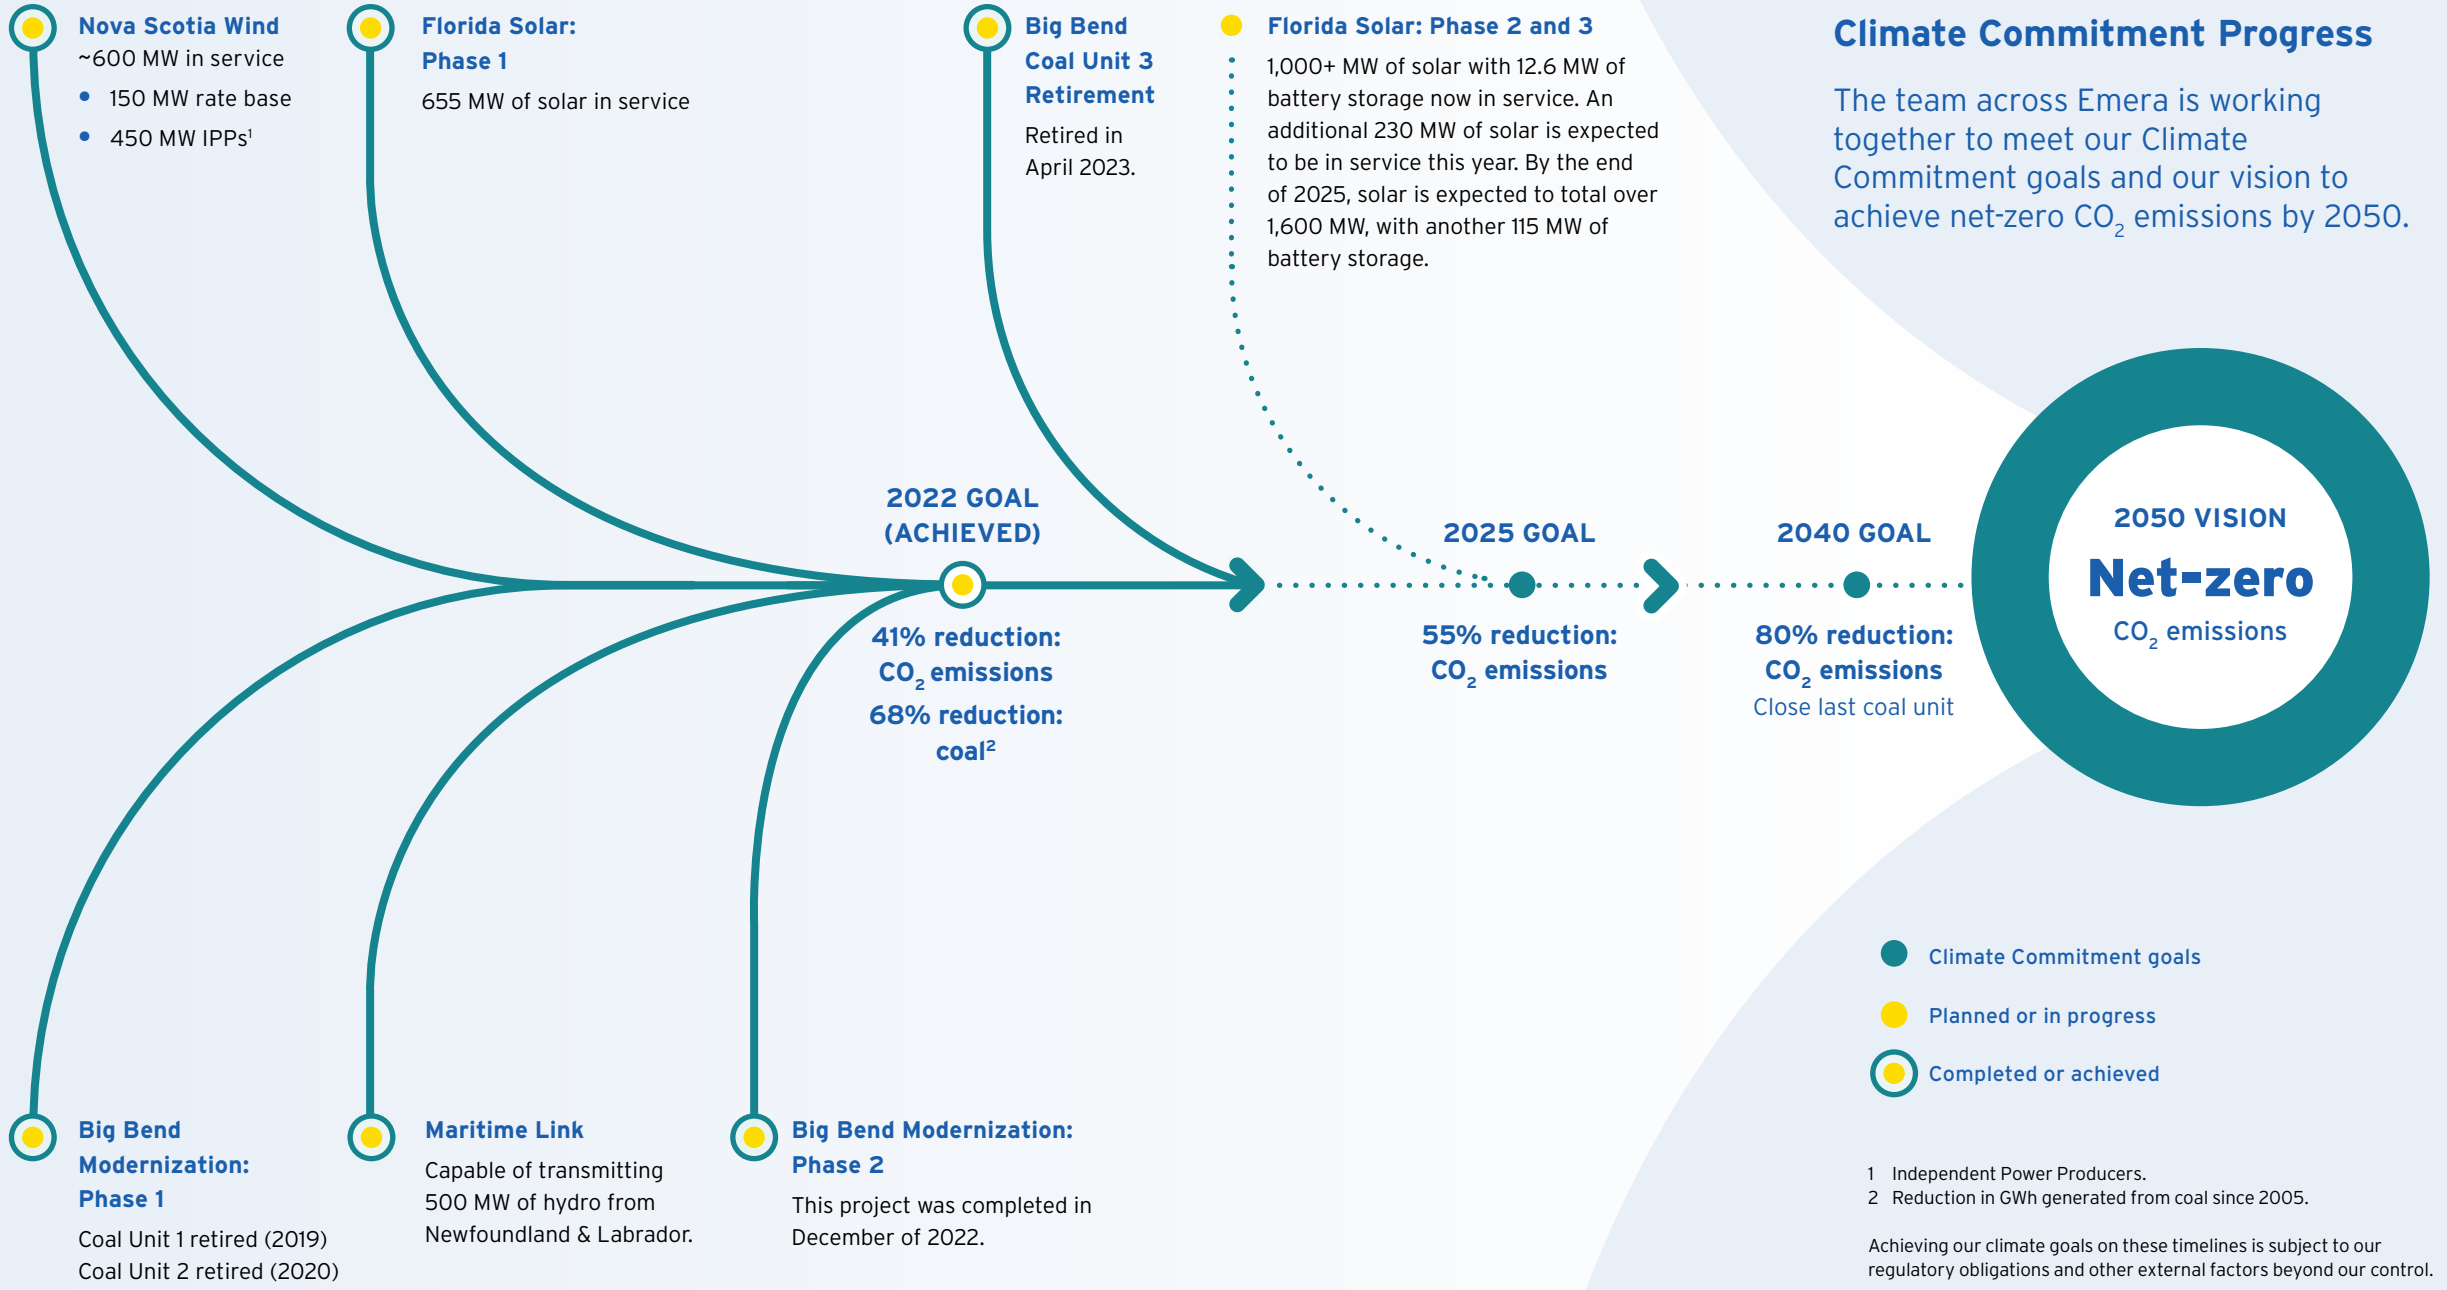 Nova Scotia Wind
~600 MW in service
• 150 MW rate base
• 450 MW IPPs¹
Florida Solar:
Phase 1
655 MW of solar in service
Big Bend
Coal Unit 3
Retirement
Retired in
April 2023.
Florida Solar: Phase 2 and 3
1,000+ MW of solar with 12.6 MW of
battery storage now in service. An
additional 230 MW of solar is expected
to be in service this year. By the end
of 2025, solar is expected to total over
1,600 MW, with another 115 MW of
battery storage.
Climate Commitment Progress
The team across Emera is working
together to meet our Climate
Commitment goals and our vision to
achieve net-zero CO₂ emissions by 2050.
2022 GOAL
(ACHIEVED)
41% reduction:
CO₂ emissions
68% reduction:
coal²
2025 GOAL
55% reduction:
CO₂ emissions
2040 GOAL
80% reduction:
CO₂ emissions
Close last coal unit
2050 VISION
Net-zero
CO₂ emissions
Big Bend
Modernization:
Phase 1
Coal Unit 1 retired (2019)
Coal Unit 2 retired (2020)
Maritime Link
Capable of transmitting
500 MW of hydro from
Newfoundland & Labrador.
Big Bend Modernization:
Phase 2
This project was completed in
December of 2022.
Climate Commitment goals
Planned or in progress
Completed or achieved
1 Independent Power Producers.
2 Reduction in GWh generated from coal since 2005.
Achieving our climate goals on these timelines is subject to our
regulatory obligations and other external factors beyond our control.